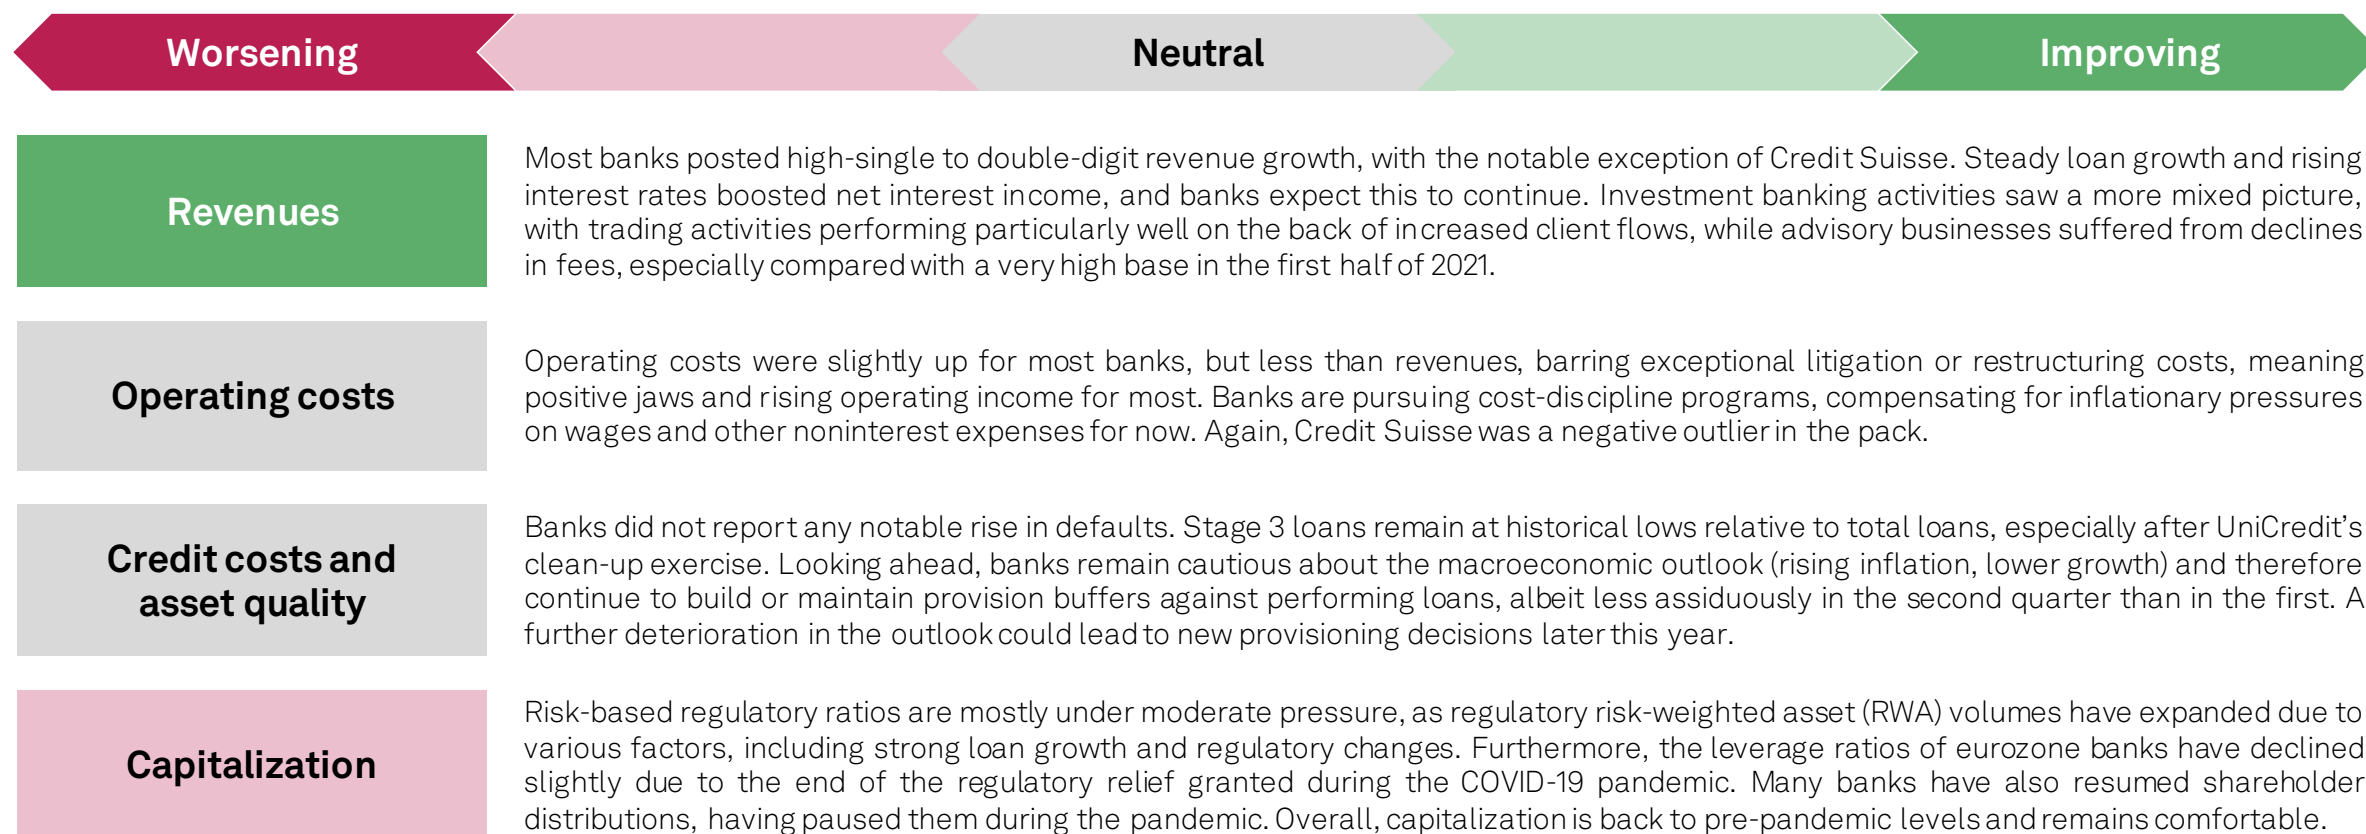 Worsening
Neutral
Improving
Revenues
Most banks posted high-single to double-digit revenue growth, with the notable exception of Credit Suisse. Steady loan growth and rising
interest rates boosted net interest income, and banks expect this to continue. Investment banking activities saw a more mixed picture,
with trading activities performing particularly well on the back of increased client flows, while advisory businesses suffered from declines
in fees, especially compared with a very high base in the first half of 2021.
Operating costs
Operating costs were slightly up for most banks, but less than revenues, barring exceptional litigation or restructuring costs, meaning
positive jaws and rising operating income for most. Banks are pursuing cost-discipline programs, compensating for inflationary pressures
on wages and other noninterest expenses for now. Again, Credit Suisse was a negative outlier in the pack.
Credit costs and
asset quality
Banks did not report any notable rise in defaults. Stage 3 loans remain at historical lows relative to total loans, especially after UniCredit’s
clean-up exercise. Looking ahead, banks remain cautious about the macroeconomic outlook (rising inflation, lower growth) and therefore
continue to build or maintain provision buffers against performing loans, albeit less assiduously in the second quarter than in the first. A
further deterioration in the outlook could lead to new provisioning decisions later this year.
Capitalization
Risk-based regulatory ratios are mostly under moderate pressure, as regulatory risk-weighted asset (RWA) volumes have expanded due to
various factors, including strong loan growth and regulatory changes. Furthermore, the leverage ratios of eurozone banks have declined
slightly due to the end of the regulatory relief granted during the COVID-19 pandemic. Many banks have also resumed shareholder
distributions, having paused them during the pandemic. Overall, capitalization is back to pre-pandemic levels and remains comfortable.